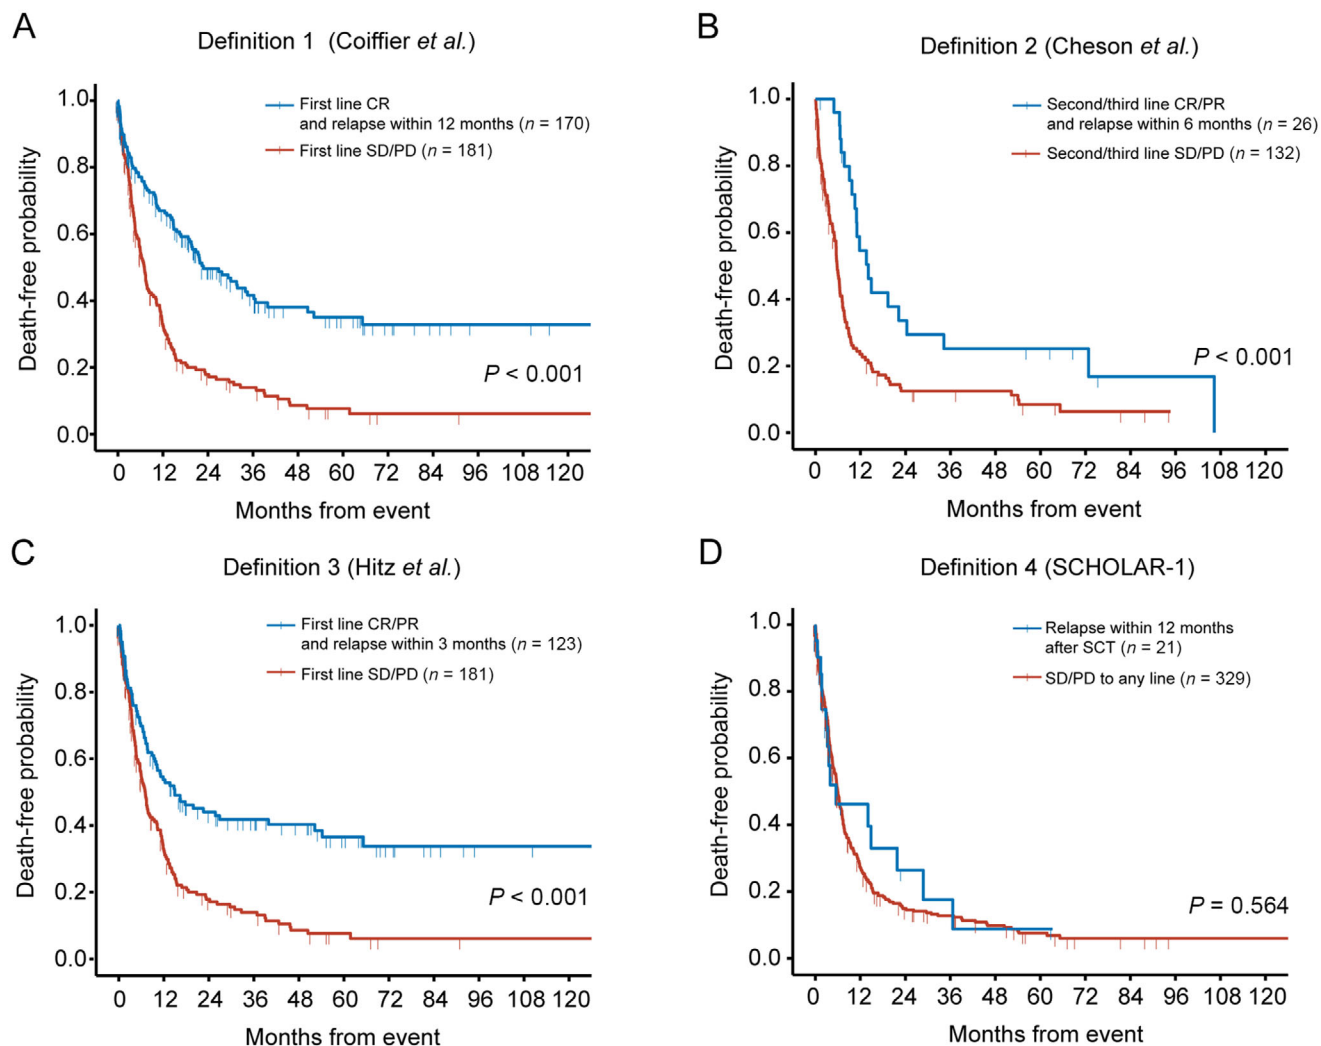 A
Definition 1 (Coiffier et al.)
First line CR
and relapse within 12 months (n = 170)
First line SD/PD (n = 181)
Death-free probability
1.0
0.8
0.6
0.4
0.2
0.0
P < 0.001
0 12 24 36 48 60 72 84 96 108 120
Months from event
B
Definition 2 (Cheson et al.)
Second/third line CR/PR
and relapse within 6 months (n = 26)
Second/third line SD/PD (n = 132)
Death-free probability
1.0
0.8
0.6
0.4
0.2
0.0
P < 0.001
0 12 24 36 48 60 72 84 96 108 120
Months from event
C
Definition 3 (Hitz et al.)
First line CR/PR
and relapse within 3 months (n = 123)
First line SD/PD (n = 181)
Death-free probability
1.0
0.8
0.6
0.4
0.2
0.0
P < 0.001
0 12 24 36 48 60 72 84 96 108 120
Months from event
D
Definition 4 (SCHOLAR-1)
Relapse within 12 months
after SCT (n = 21)
SD/PD to any line (n = 329)
Death-free probability
1.0
0.8
0.6
0.4
0.2
0.0
P = 0.564
0 12 24 36 48 60 72 84 96 108 120
Months from event